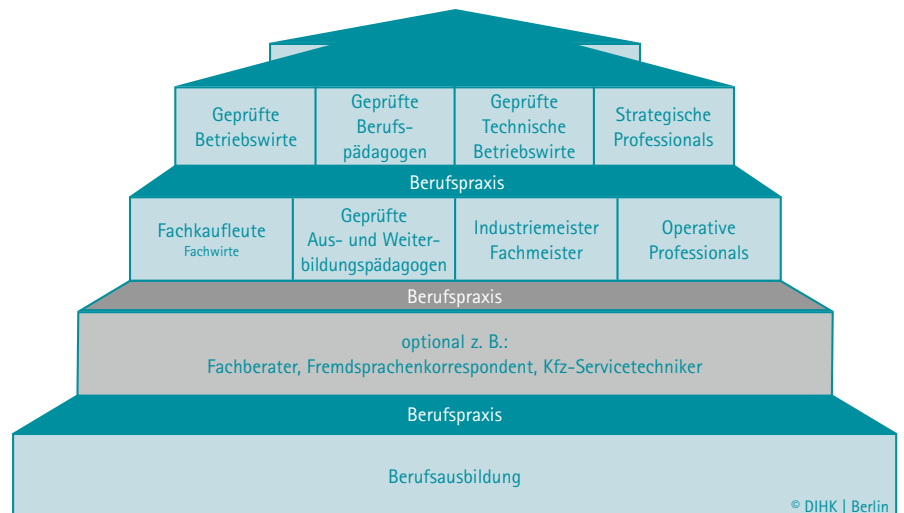 Geprüfte
Betriebswirte
Geprüfte
Berufs-
pädagogen
Geprüfte
Technische
Betriebswirte
Strategische
Professionals
Berufspraxis
Fachkaufleute
Fachwirte
Geprüfte
Aus- und Weiter-
bildungspädagogen
Industriemeister
Fachmeister
Operative
Professionals
Berufspraxis
optional z. B.:
Fachberater, Fremdsprachenkorrespondent, Kfz-Servicetechniker
Berufspraxis
Berufsausbildung
© DIHK | Berlin